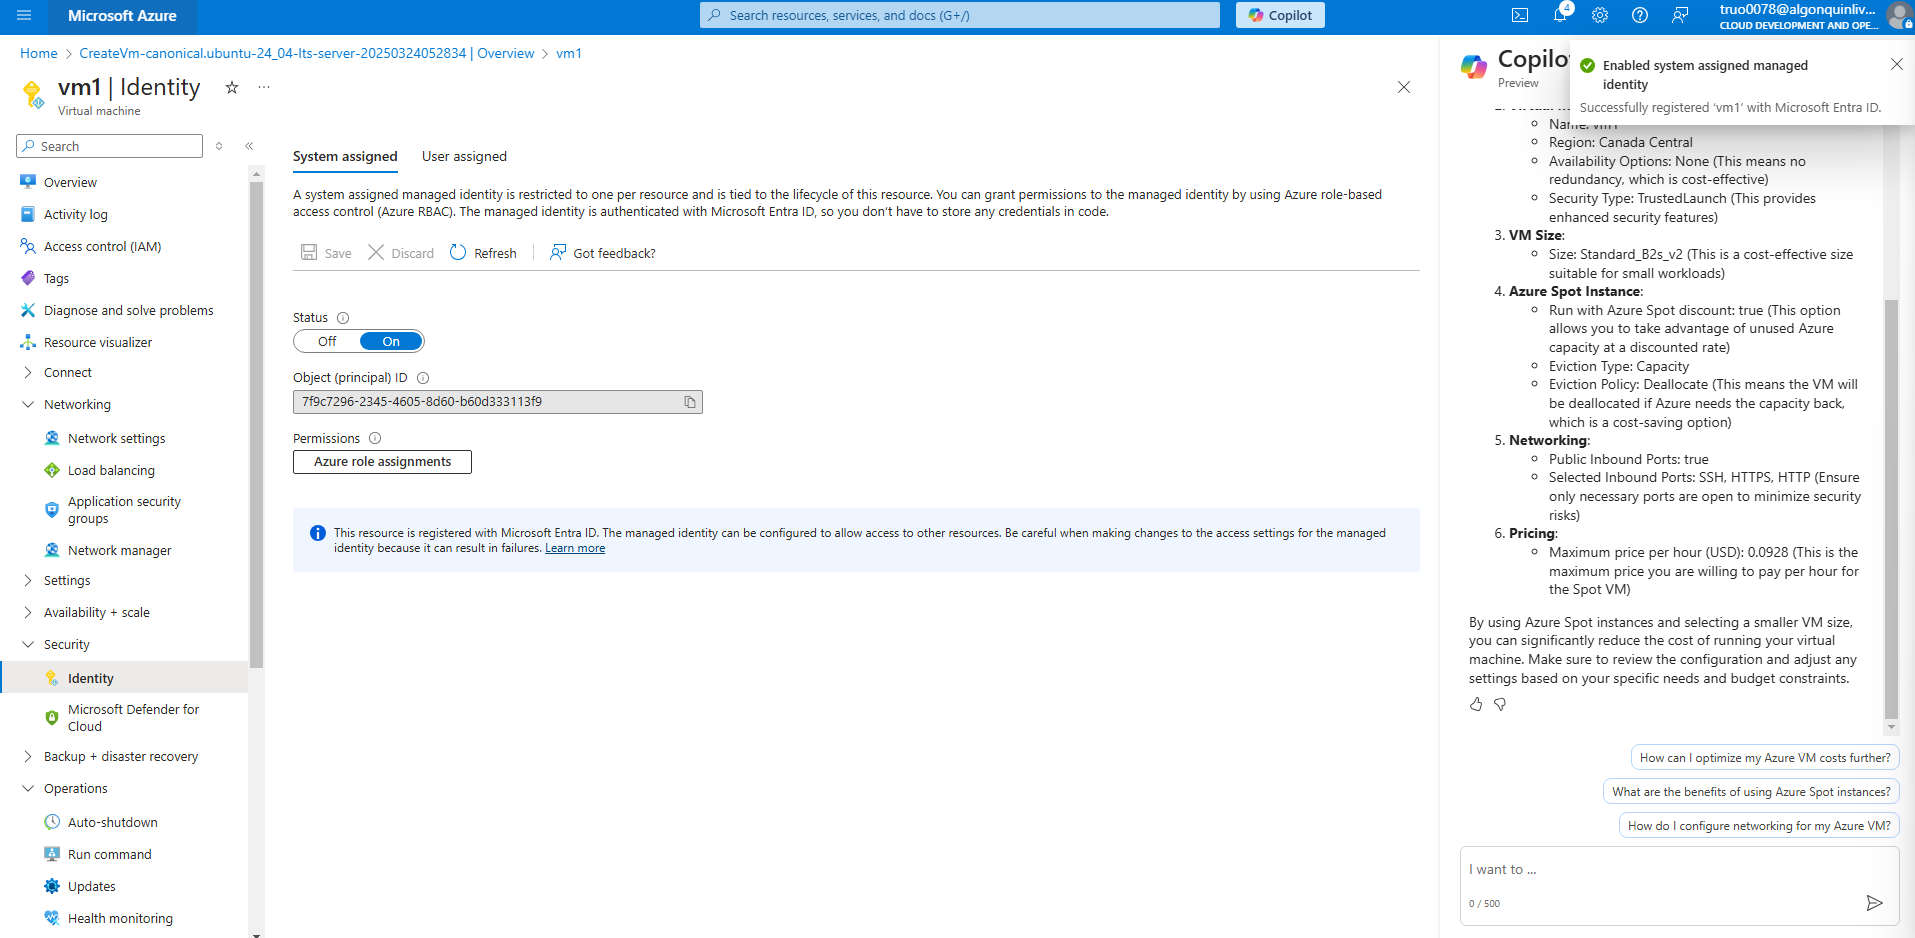 Microsoft Azure
Search resources, services, and docs (G+/)
Copilot
4
truo0078@algonquinliv...
CLOUD DEVELOPMENT AND OPE...
Home > CreateVm-canonical.ubuntu-24_04-lts-server-20250324052834 | Overview > vm1
vm1 | Identity
Virtual machine
Search
Overview
Activity log
Access control (IAM)
Tags
Diagnose and solve problems
Resource visualizer
Connect
Networking
Network settings
Load balancing
Application security
groups
Network manager
Settings
Availability + scale
Security
Identity
Microsoft Defender for
Cloud
Backup + disaster recovery
Operations
Auto-shutdown
Run command
Updates
Health monitoring
System assigned
User assigned
A system assigned managed identity is restricted to one per resource and is tied to the lifecycle of this resource. You can grant permissions to the managed identity by using Azure role-based
access control (Azure RBAC). The managed identity is authenticated with Microsoft Entra ID, so you don't have to store any credentials in code.
Save
Discard
Refresh
Got feedback?
Status
Off
On
Object (principal) ID
7f9c7296-2345-4605-8d60-b60d333113f9
Permissions
Azure role assignments
This resource is registered with Microsoft Entra ID. The managed identity can be configured to allow access to other resources. Be careful when making changes to the access settings for the managed
identity because it can result in failures. Learn more
Preview
Enabled system assigned managed
identity
Successfully registered 'vm1' with Microsoft Entra ID.
Name: vm1
Region: Canada Central
Availability Options: None (This means no
redundancy, which is cost-effective)
Security Type: TrustedLaunch (This provides
enhanced security features)
3. VM Size:
Size: Standard_B2s_v2 (This is a cost-effective size
suitable for small workloads)
4. Azure Spot Instance:
Run with Azure Spot discount: true (This option
allows you to take advantage of unused Azure
capacity at a discounted rate)
Eviction Type: Capacity
Eviction Policy: Deallocate (This means the VM will
be deallocated if Azure needs the capacity back,
which is a cost-saving option)
5. Networking:
Public Inbound Ports: true
Selected Inbound Ports: SSH, HTTPS, HTTP (Ensure
only necessary ports are open to minimize security
risks)
6. Pricing:
Maximum price per hour (USD): 0.0928 (This is the
maximum price you are willing to pay per hour for
the Spot VM)
By using Azure Spot instances and selecting a smaller VM size,
you can significantly reduce the cost of running your virtual
machine. Make sure to review the configuration and adjust any
settings based on your specific needs and budget constraints.
How can I optimize my Azure VM costs further?
What are the benefits of using Azure Spot instances?
How do I configure networking for my Azure VM?
I want to ...
0 / 500